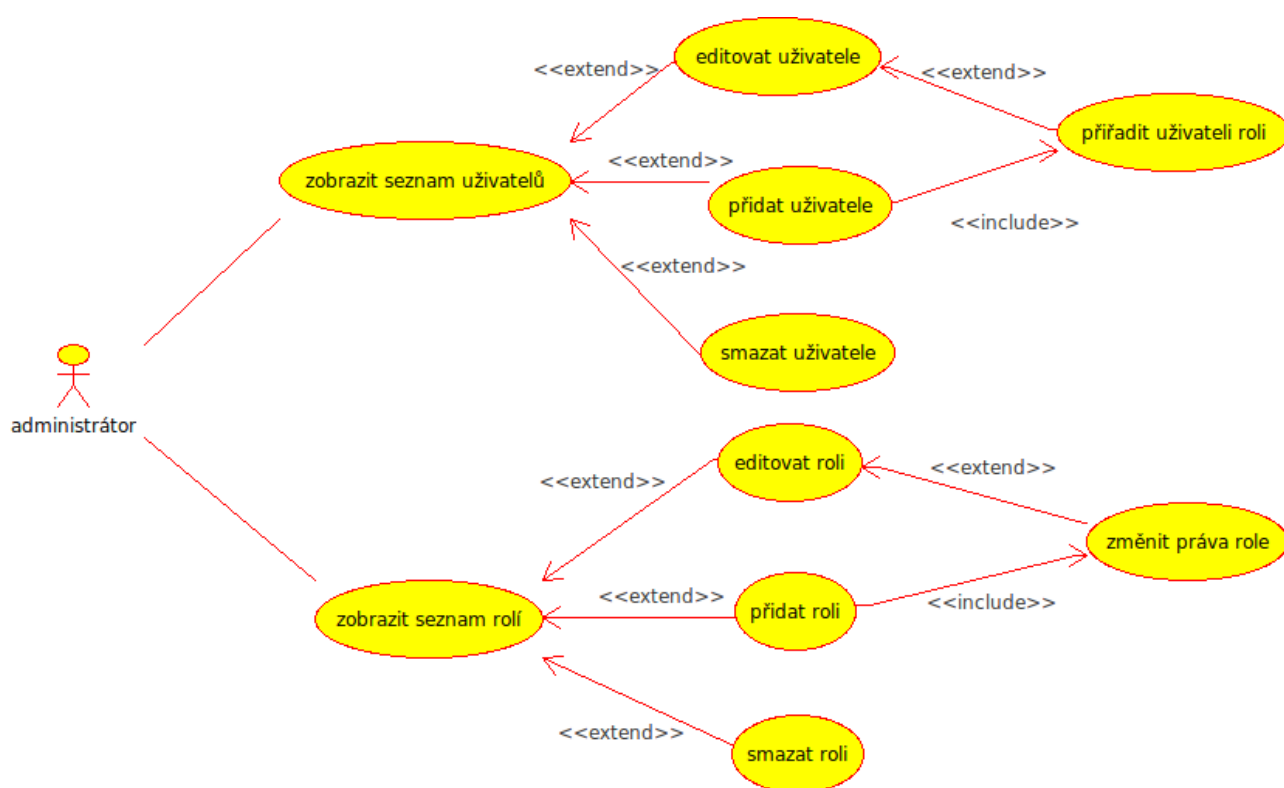 editovat uživatele
<<extend>>
<<extend>>
přiřadit uživateli roli
<<extend>>
zobrazit seznam uživatelů
přidat uživatele
<<include>>
<<extend>>
smazat uživatele
administrátor
editovat roli
<<extend>>
<<extend>>
změnit práva role
<<extend>>
<<include>>
přidat roli
zobrazit seznam rolí
<<extend>>
smazat roli